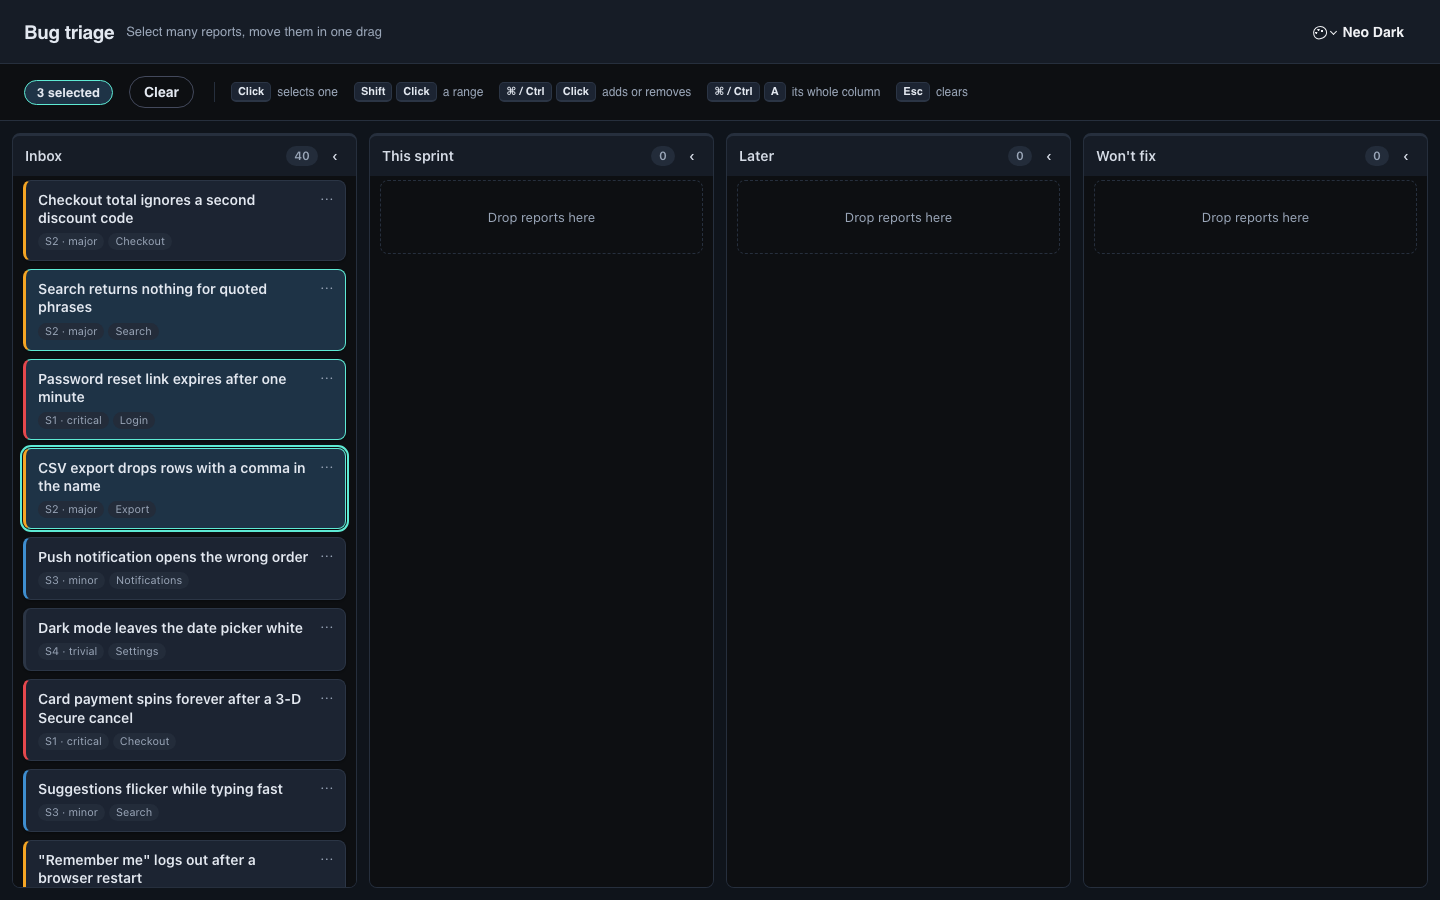 Bug triage
Select many reports, move them in one drag
Neo Dark
3 selected
Clear
Click selects one
Shift Click a range
⌘ / Ctrl Click adds or removes
⌘ / Ctrl A its whole column
Esc clears
Inbox
40
Checkout total ignores a second
discount code
S2 · major
Checkout
Search returns nothing for quoted
phrases
S2 · major
Search
Password reset link expires after one
minute
S1 · critical
Login
CSV export drops rows with a comma in
the name
S2 · major
Export
Push notification opens the wrong order
S3 · minor
Notifications
Dark mode leaves the date picker white
S4 · trivial
Settings
Card payment spins forever after a 3-D
Secure cancel
S1 · critical
Checkout
Suggestions flicker while typing fast
S3 · minor
Search
"Remember me" logs out after a
browser restart
This sprint
0
Drop reports here
Later
0
Drop reports here
Won't fix
0
Drop reports here